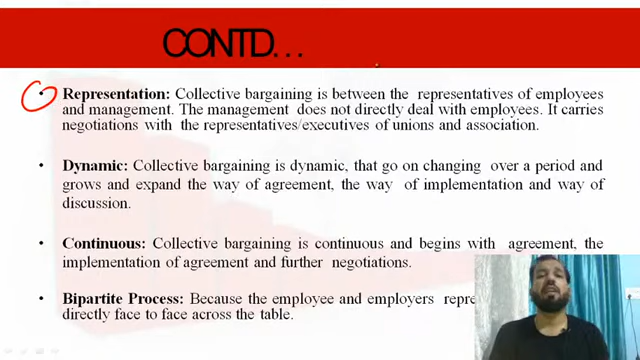 CONTD...
• Representation: Collective bargaining is between the representatives of employees
and management. The management does not directly deal with employees. It carries
negotiations with the representatives/executives of unions and association.
• Dynamic: Collective bargaining is dynamic, that go on changing over a period and
grows and expand the way of agreement, the way of implementation and way of
discussion.
• Continuous: Collective bargaining is continuous and begins with agreement, the
implementation of agreement and further negotiations.
• Bipartite Process: Because the employee and employers
directly face to face across the table.